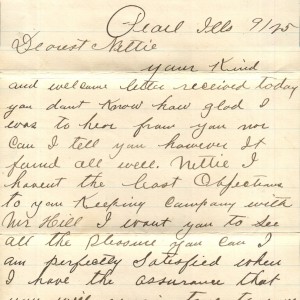 Pearl Ills 9/25
Dearest Nettie
your Kind
and welcome letter received today
you dont Know how glad I
was to hear from you nor
can I tell you however it
found all well. Nettie I
havent the least Objections
to you Keeping Company with
Mr Hill I want you to see
all the Pleasure you can I
am perfectly Satisfied when
I have the assurance that
you will